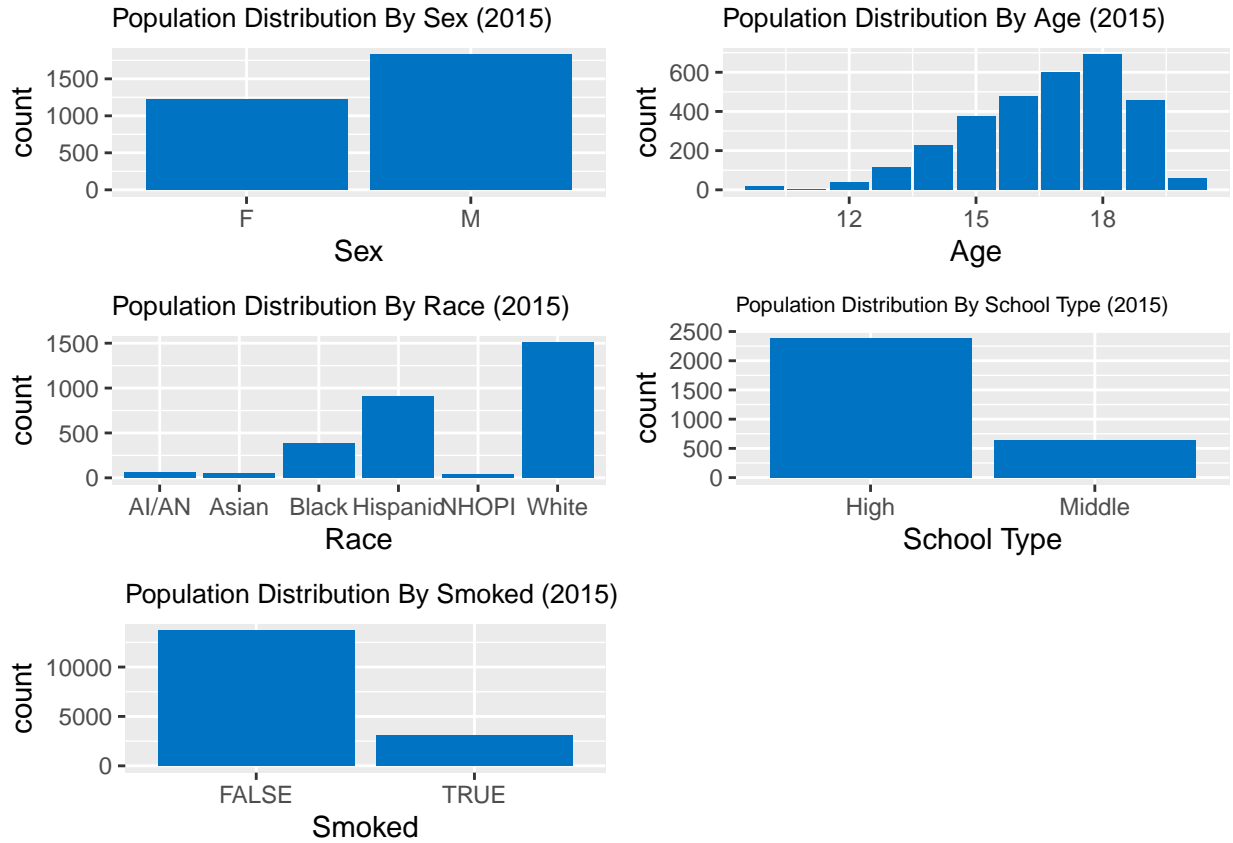 Population Distribution By Sex (2015)
count
1500
1000
500
0
F
M
Sex
Population Distribution By Age (2015)
count
600
400
200
0
12
15
18
Age
Population Distribution By Race (2015)
count
1500
1000
500
0
AI/AN
Asian
Black
Hispanic
NHOPI
White
Race
Population Distribution By School Type (2015)
count
2500
2000
1500
1000
500
0
High
Middle
School Type
Population Distribution By Smoked (2015)
count
10000
5000
0
FALSE
TRUE
Smoked